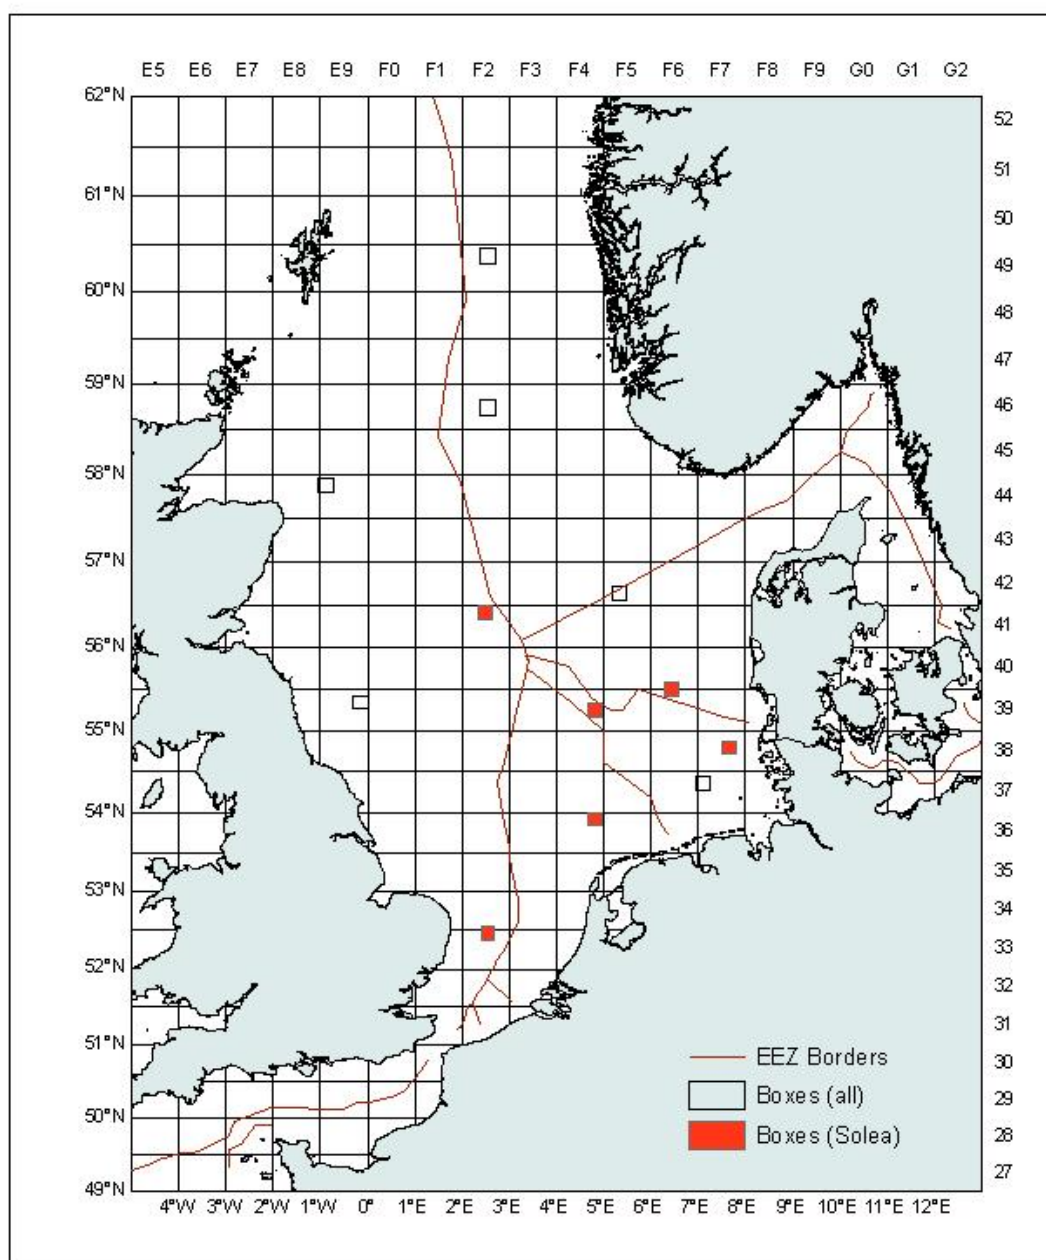 E5 E6 E7 E8 E9 F0 F1 F2 F3 F4 F5 F6 F7 F8 F9 G0 G1 G2
62°N
52
51
61°N
50
49
60°N
48
47
59°N
46
45
58°N
44
43
57°N
42
41
56°N
40
39
55°N
38
37
54°N
36
35
53°N
34
33
52°N
32
31
51°N
EEZ Borders
30
Boxes (all)
29
50°N
Boxes (Solea)
28
27
49°N
4°W 3°W 2°W 1°W 0° 1°E 2°E 3°E 4°E 5°E 6°E 7°E 8°E 9°E 10°E 11°E 12°E